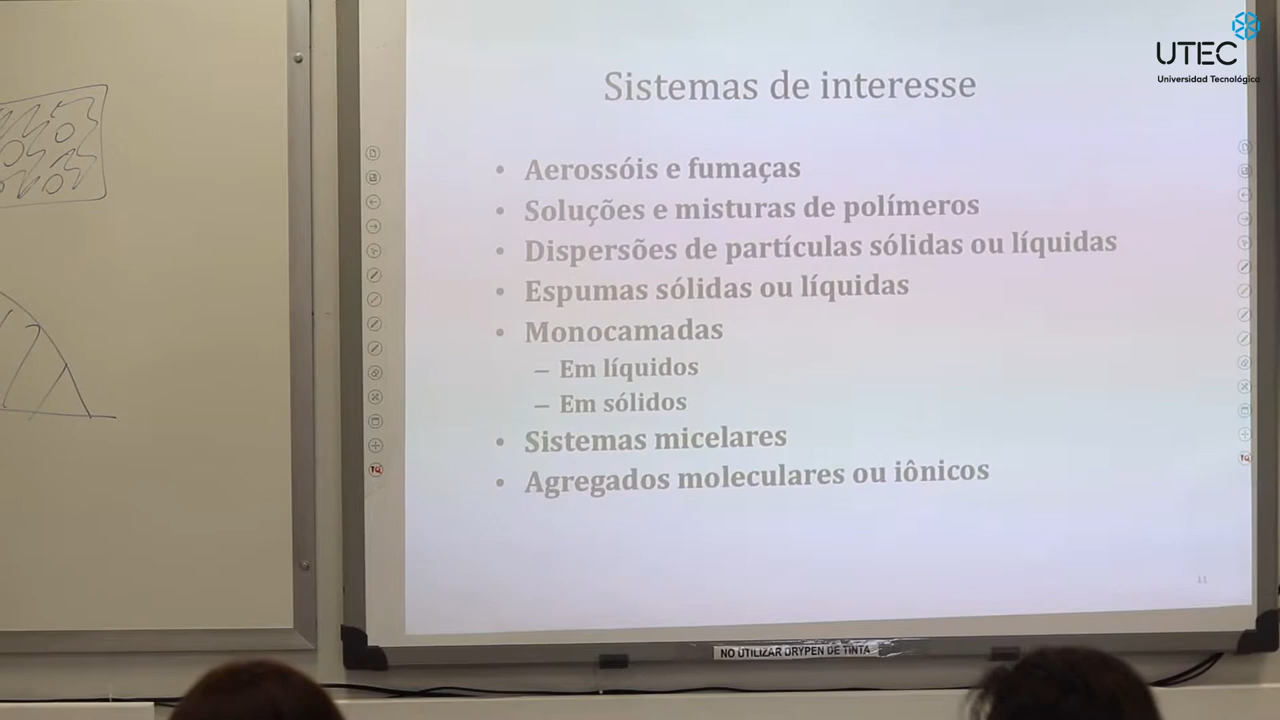 UTEC
Universidad Tecnológica
Sistemas de interesse
• Aerossóis e fumaças
• Soluções e misturas de polímeros
• Dispersões de partículas sólidas ou líquidas
• Espumas sólidas ou líquidas
• Monocamadas
– Em líquidos
– Em sólidos
• Sistemas micelares
• Agregados moleculares ou iônicos
11
NO UTILIZAR DRYPEN DE TINTA